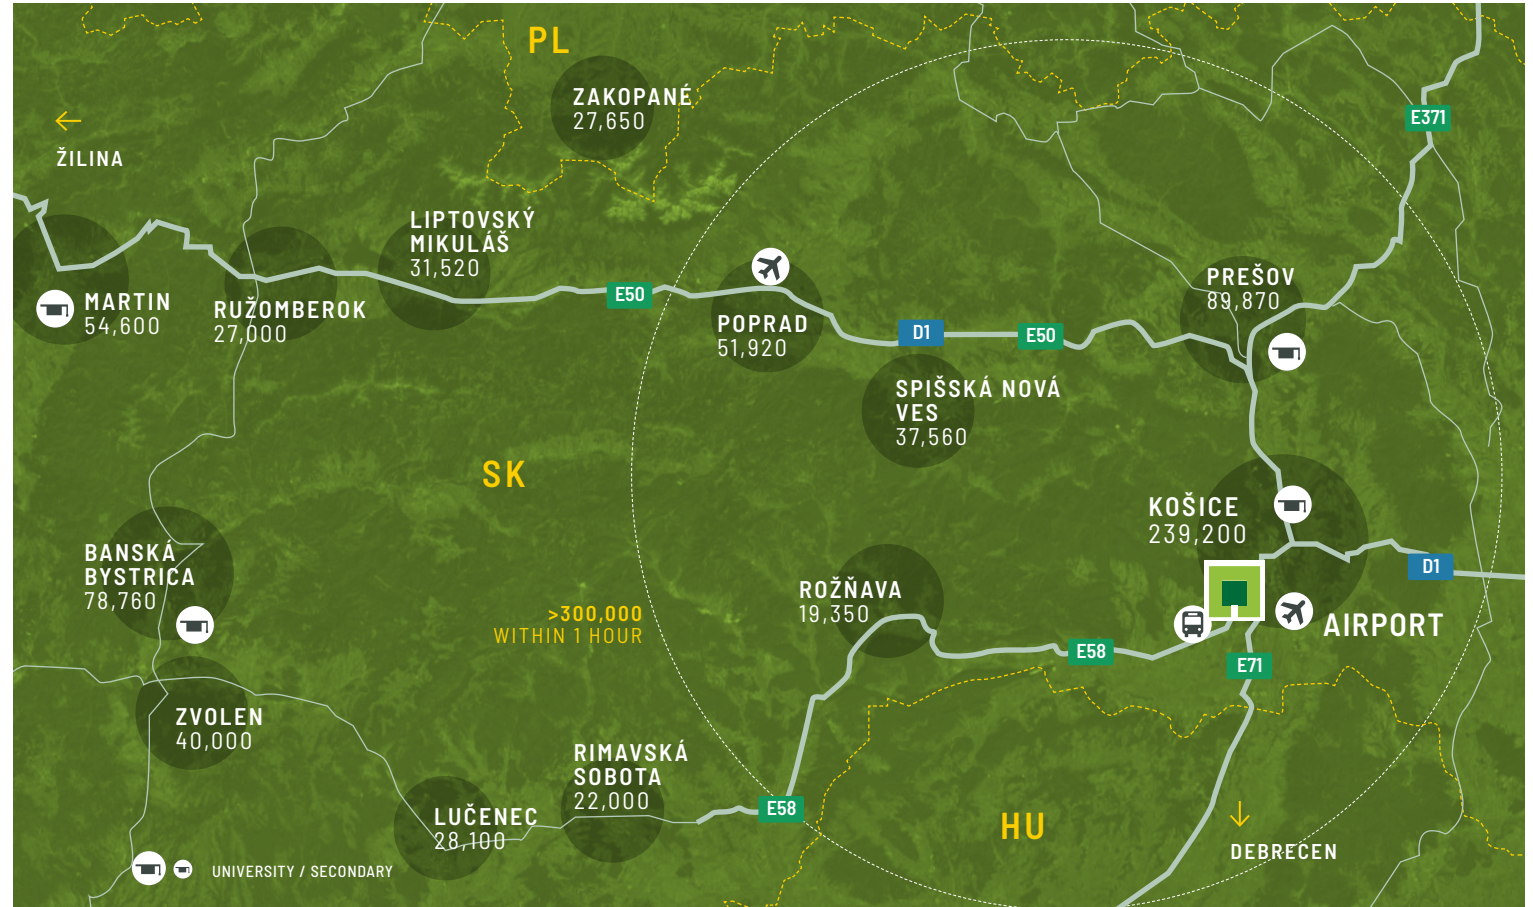 PL
ZAKOPANÉ
27,650
E371
ŽILINA
LIPTOVSKÝ
MIKULÁŠ
31,520
PREŠOV
89,870
MARTIN
54,600
RUŽOMBEROK
27,000
E50
POPRAD
51,920
D1
E50
SPIŠSKÁ NOVÁ
VES
37,560
SK
KOŠICE
239,200
BANSKÁ
BYSTRICA
78,760
D1
ROŽŇAVA
19,350
>300,000
WITHIN 1 HOUR
AIRPORT
E58
E71
ZVOLEN
40,000
RIMAVSKÁ
SOBOTA
22,000
E58
LUČENEC
28,100
HU
DEBRECEN
UNIVERSITY / SECONDARY